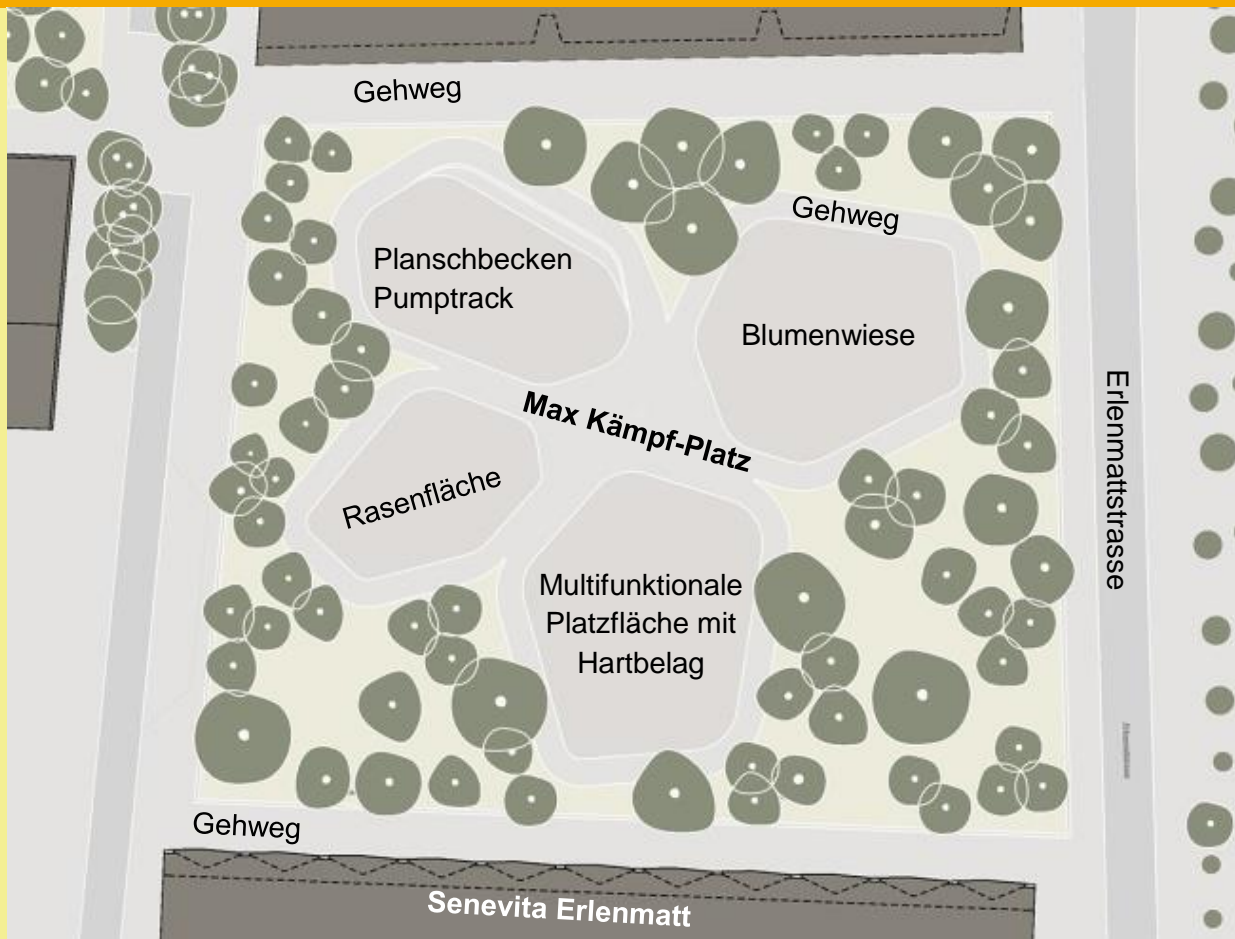 Gehweg
Gehweg
Planschbecken
Pumptrack
Blumenwiese
Max Kämpf-Platz
Erlenmattstrasse
Rasenfläche
Multifunktionale
Platzfläche mit
Hartbelag
Gehweg
Senevita Erlenmatt